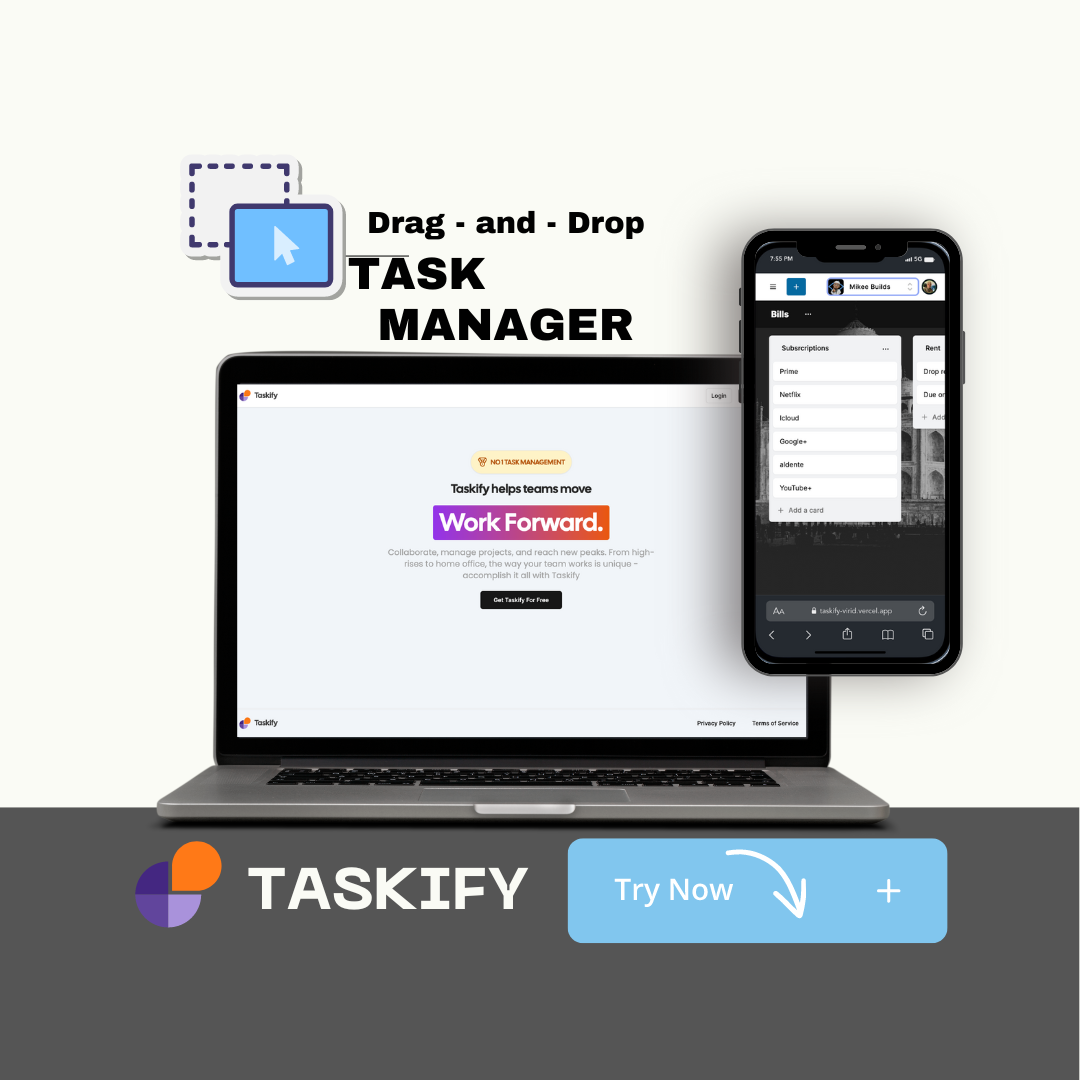 Drag - and - Drop
TASK
MANAGER
Taskify
Login
NO 1 TASK MANAGEMENT
Taskify helps teams move
Work Forward.
Collaborate, manage projects, and reach new peaks. From high-
rises to home office, the way your team works is unique -
accomplish it all with Taskify
Get Taskify For Free
Taskify
Privacy Policy
Terms of Service
7:55 PM
5G
Mikee Builds
Bills
Subsrcriptions
Prime
Netflix
Icloud
Google+
aldente
YouTube+
+ Add a card
Rent
Drop re
Due on
+ Add
AA
taskify-virid.vercel.app
TASKIFY
Try Now
+